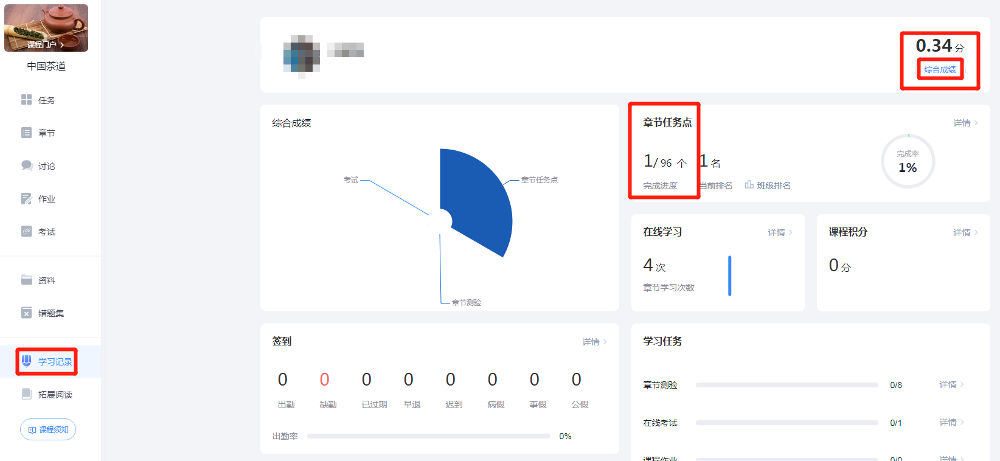 课程门户
中国茶道
任务
章节
讨论
作业
100
考试
资料
错题集
学习记录
拓展阅读
课程须知
0.34 分
综合成绩
综合成绩
考试
章节任务点
章节测验
章节任务点
详情
1/ 96 个
1 名
完成进度
当前排名
班级排名
完成率
1%
在线学习
详情
4 次
章节学习次数
课程积分
详情
0 分
签到
详情
0 0 0 0 0 0 0 0
出勤 缺勤 已过期 早退 迟到 病假 事假 公假
出勤率 0%
学习任务
章节测验 0/8 详情
在线考试 0/1 详情
课程作业 0/0 详情